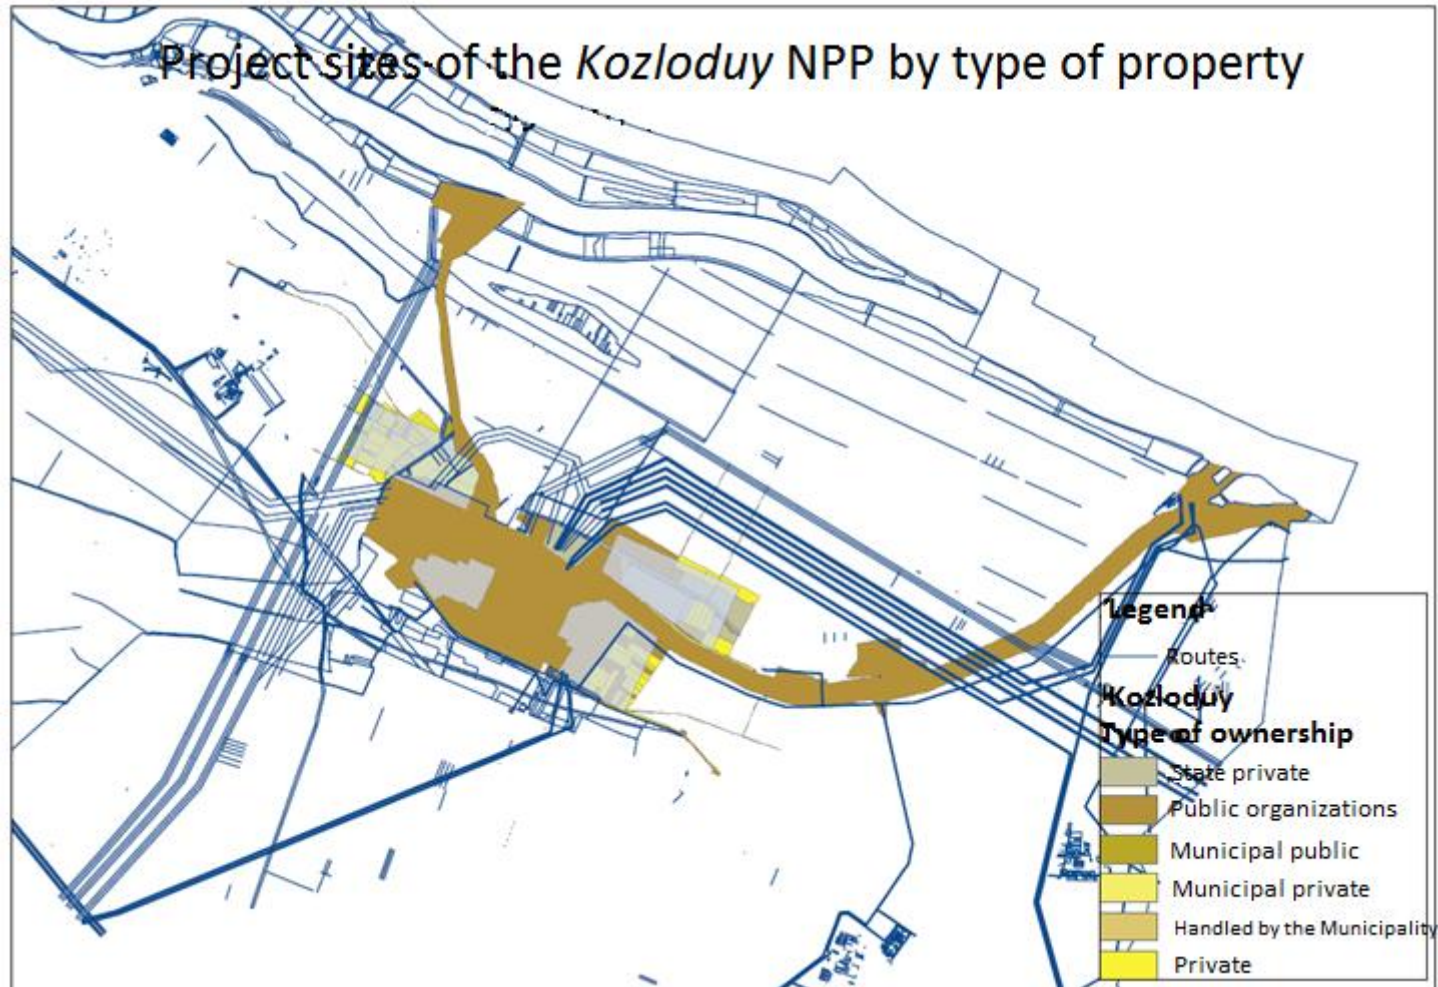 Project sites of the Kozloduy NPP by type of property
Legend
Routes
Kozloduy
Type of ownership
State private
Public organizations
Municipal public
Municipal private
Handled by the Municipality
Private